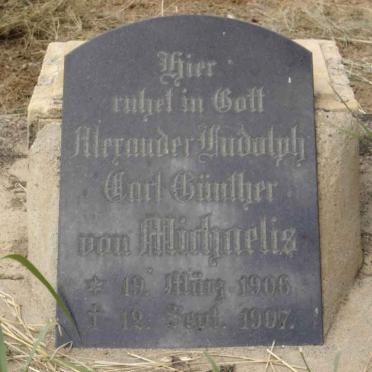 Hier
ruhet in Gott
Alexander Ludolph
Carl Günther
von Michaelis
* 19. März 1906
† 12. Sept. 1907.